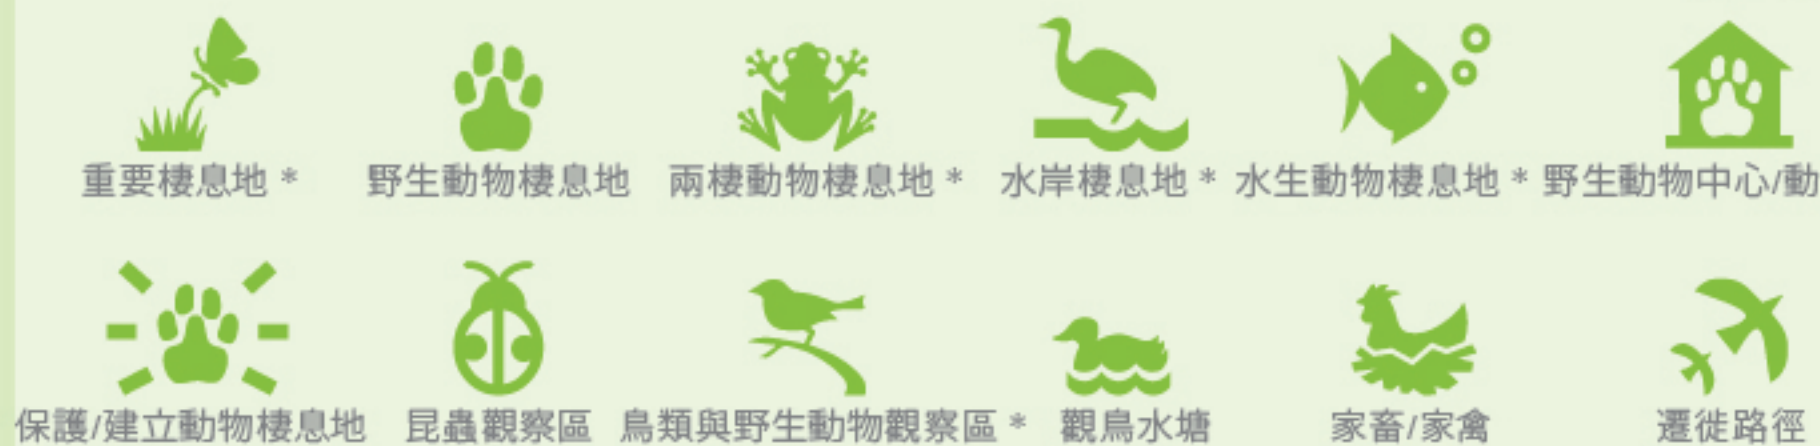 重要棲息地 * 野生動物棲息地 兩棲動物棲息地 * 水岸棲息地 * 水生動物棲息地 * 野生動物中心/動
保護/建立動物棲息地 昆蟲觀察區 鳥類與野生動物觀察區 * 觀鳥水塘 家畜/家禽 遷徙路徑